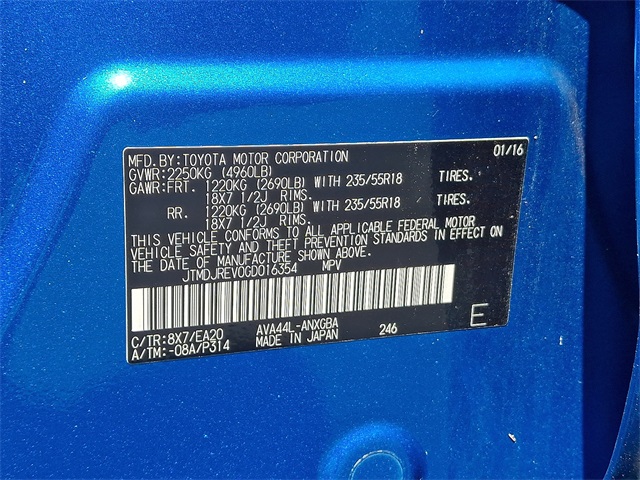 MFD.BY:TOYOTA MOTOR CORPORATION 01/16
GVWR:2250KG (4960LB)
GAWR:FRT. 1220KG (2690LB) WITH 235/55R18 TIRES.
18X7 1/2J RIMS.
RR. 1220KG (2690LB) WITH 235/55R18 TIRES.
18X7 1/2J RIMS.
THIS VEHICLE CONFORMS TO ALL APPLICABLE FEDERAL MOTOR
VEHICLE SAFETY AND THEFT PREVENTION STANDARDS IN EFFECT ON
THE DATE OF MANUFACTURE SHOWN ABOVE.
JTMDJREV0GD016354 MPV
C/TR:8X7/EA20 AVA44L-ANXGBA 246 E
A/TM:-08A/P314 MADE IN JAPAN